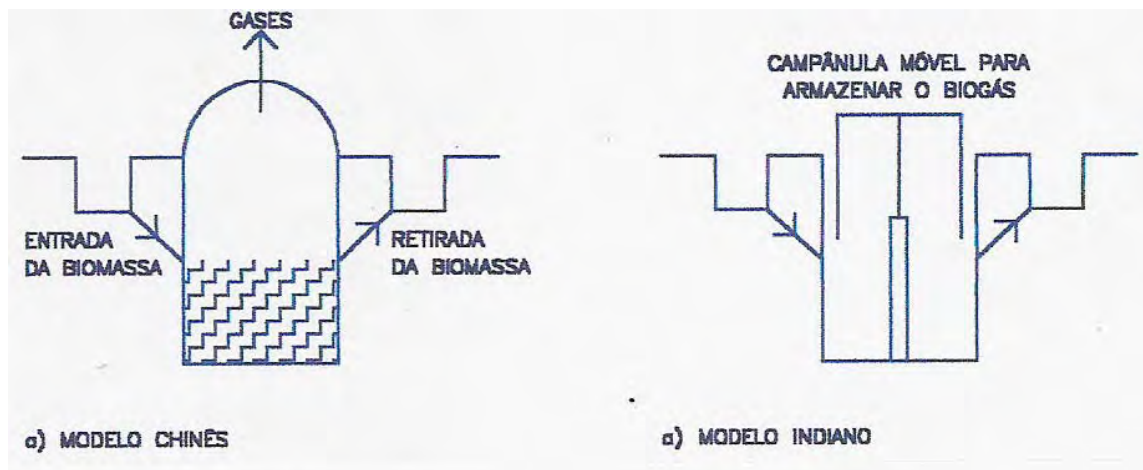 GASES
ENTRADA
DA BIOMASSA
RETIRADA
DA BIOMASSA
a) MODELO CHINÊS
CAMPÂNULA MÓVEL PARA
ARMAZENAR O BIOGÁS
a) MODELO INDIANO